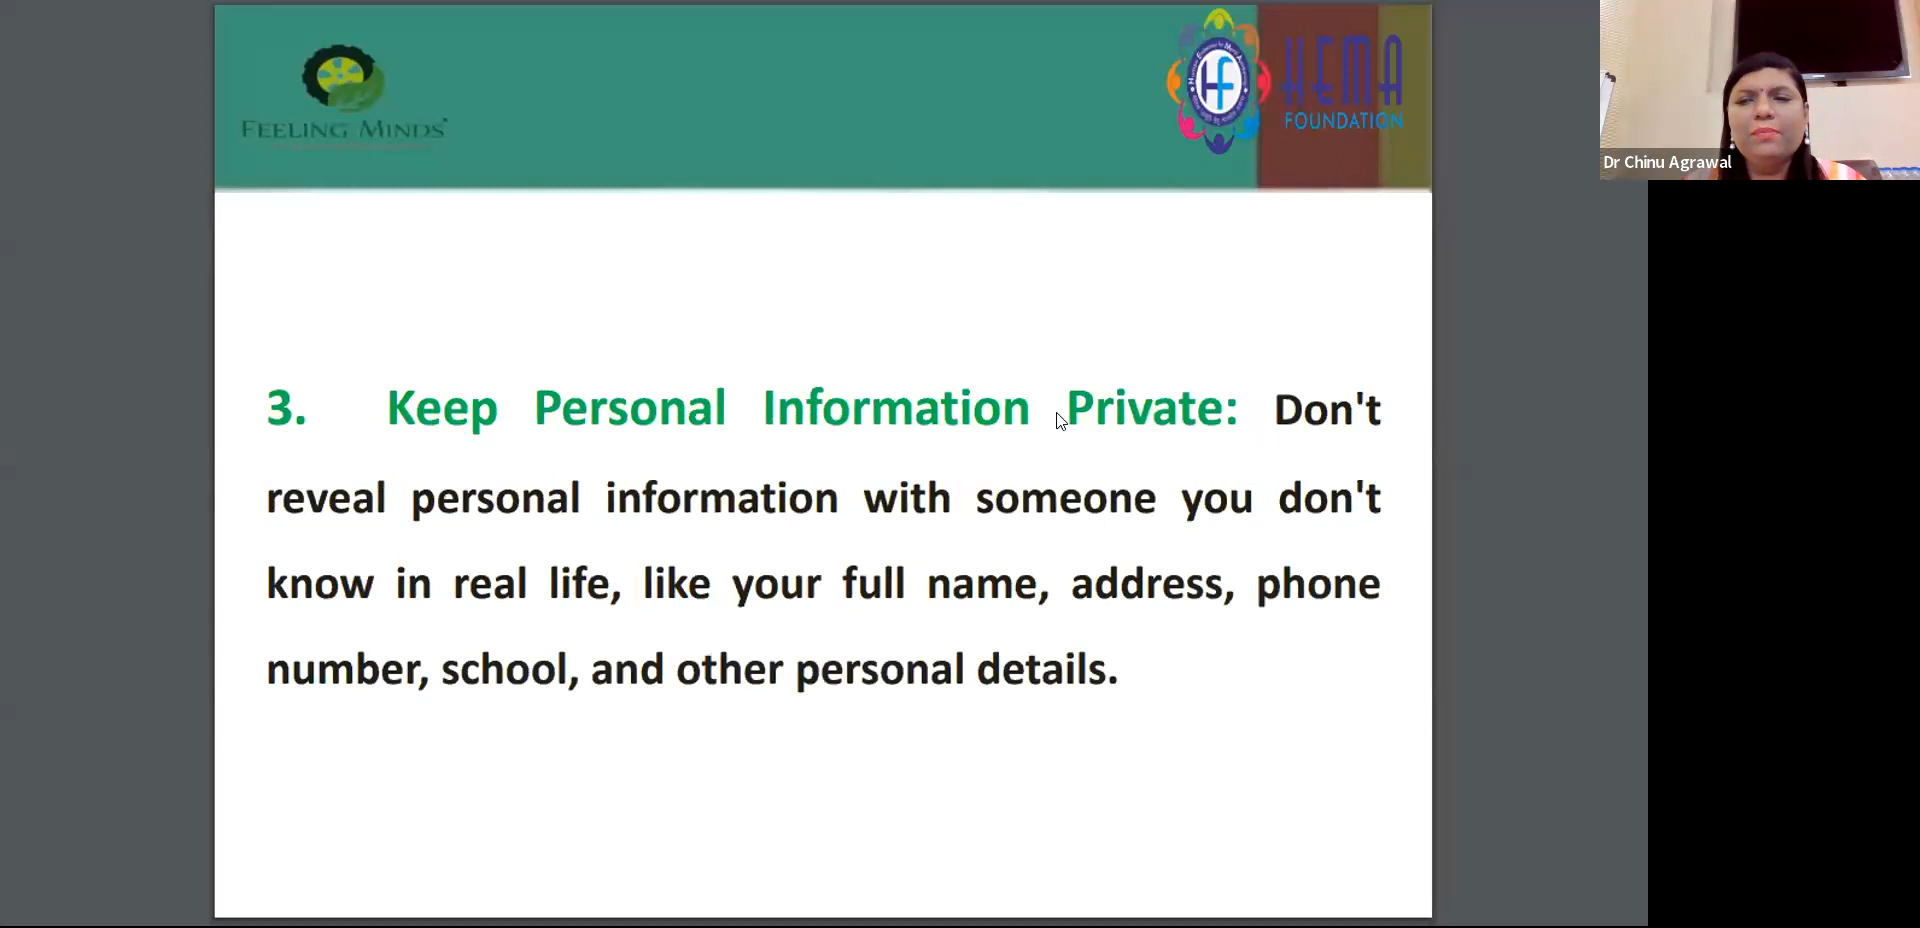 FEELING MINDS
HEMA
FOUNDATION
Hf
Dr Chinu Agrawal
3. Keep Personal Information Private: Don't
reveal personal information with someone you don't
know in real life, like your full name, address, phone
number, school, and other personal details.